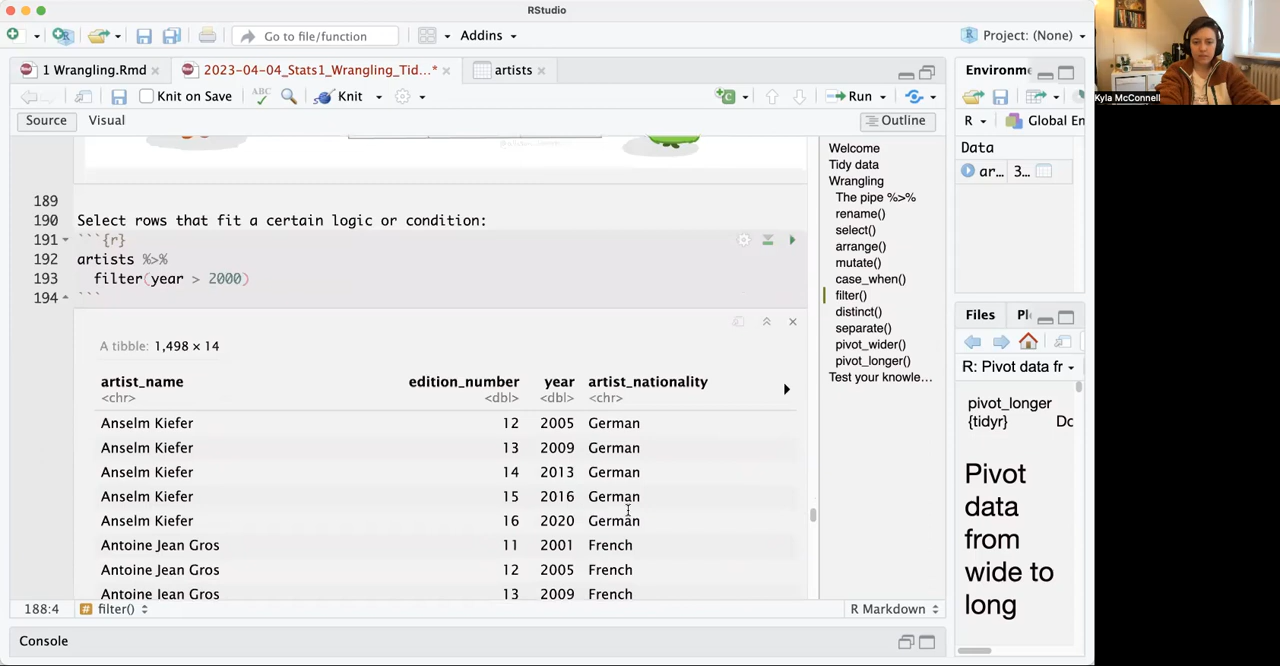 RStudio
Go to file/function
Addins
Project: (None)
1 Wrangling.Rmd
2023-04-04_Stats1_Wrangling_Tid...*
artists
Knit on Save
ABC
Knit
Run
Source
Visual
Outline
189
190 Select rows that fit a certain logic or condition:
191 ```{r}
192 artists %>%
193 filter(year > 2000)
194 ```
A tibble: 1,498 × 14
artist_name edition_number year artist_nationality
<chr> <dbl> <dbl> <chr>
Anselm Kiefer 12 2005 German
Anselm Kiefer 13 2009 German
Anselm Kiefer 14 2013 German
Anselm Kiefer 15 2016 German
Anselm Kiefer 16 2020 German
Antoine Jean Gros 11 2001 French
Antoine Jean Gros 12 2005 French
Antoine Jean Gros 13 2009 French
188:4 # filter() R Markdown
Console
Welcome
Tidy data
Wrangling
The pipe %>%
rename()
select()
arrange()
mutate()
case_when()
filter()
distinct()
separate()
pivot_wider()
pivot_longer()
Test your knowle...
Environme
R
Global En
Data
ar... 3...
Files
R: Pivot data fr
pivot_longer
{tidyr} Do
Pivot
data
from
wide to
long
Kyla McConnell